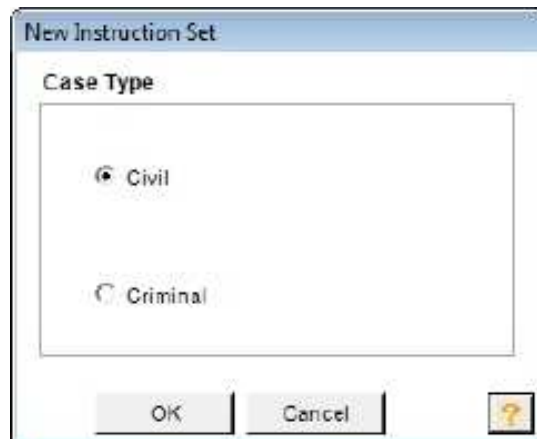 New Instruction Set
Case Type
Civil
Criminal
OK Cancel ?